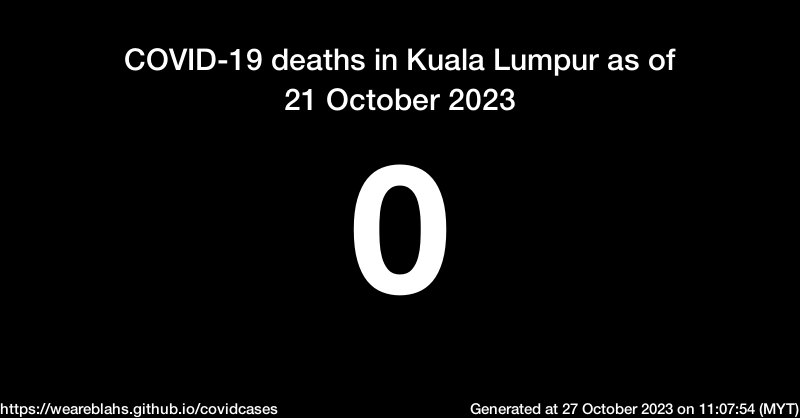 COVID-19 deaths in Kuala Lumpur as of
21 October 2023
0
https://weareblahs.github.io/covidcases
Generated at 27 October 2023 on 11:07:54 (MYT)